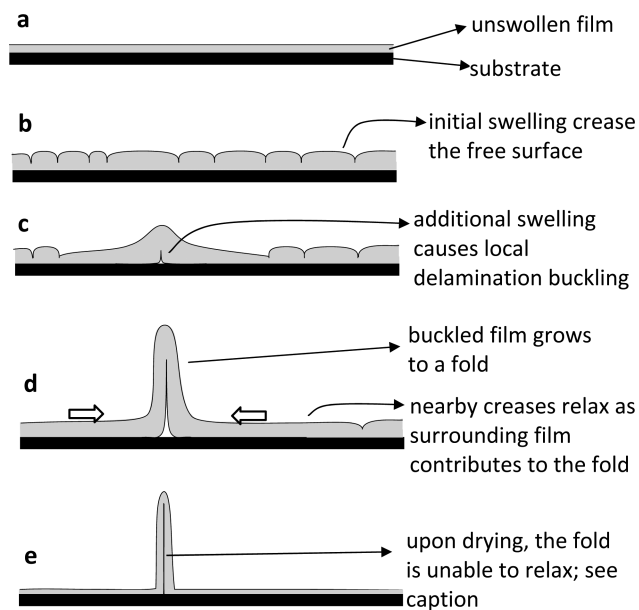 a
unswollen film
substrate
b
initial swelling crease
the free surface
c
additional swelling
causes local
delamination buckling
buckled film grows
to a fold
d
nearby creases relax as
surrounding film
contributes to the fold
e
upon drying, the fold
is unable to relax; see
caption